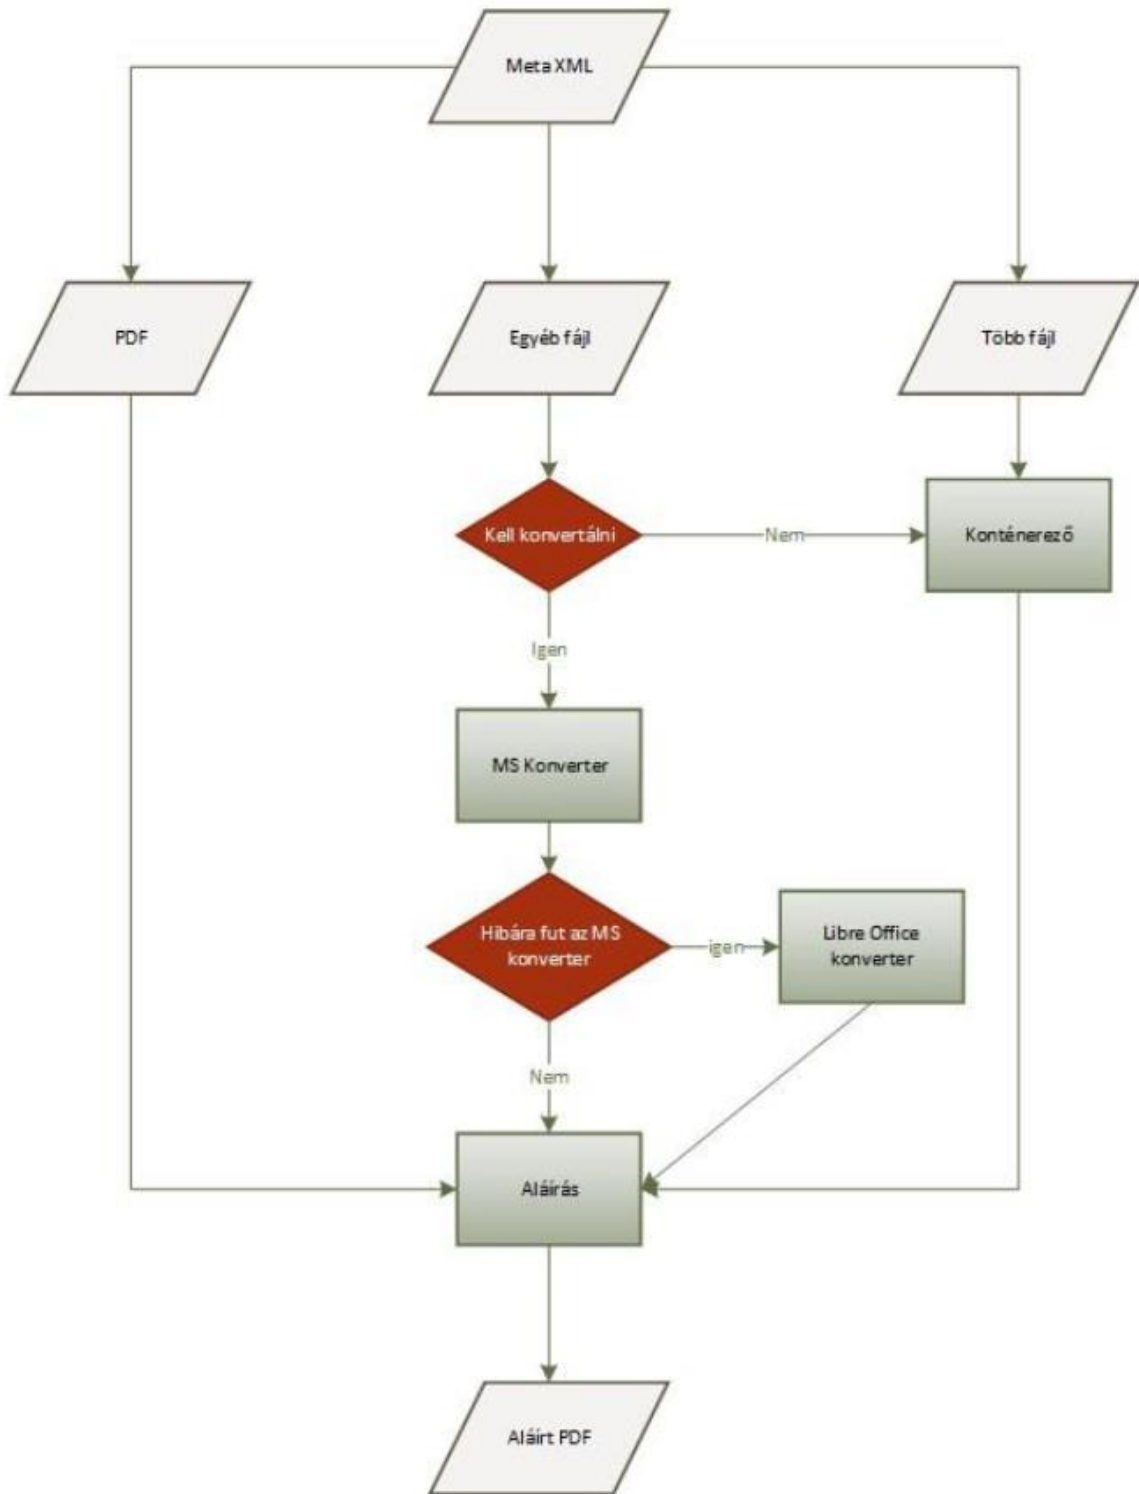 Meta XML
PDF
Egyéb fájl
Több fájl
Kell konvertálni
Nem
Konténerező
Igen
MS Konverter
Hibára fut az MS
konverter
igen
Libre Office
konverter
Nem
Aláírás
Aláírt PDF